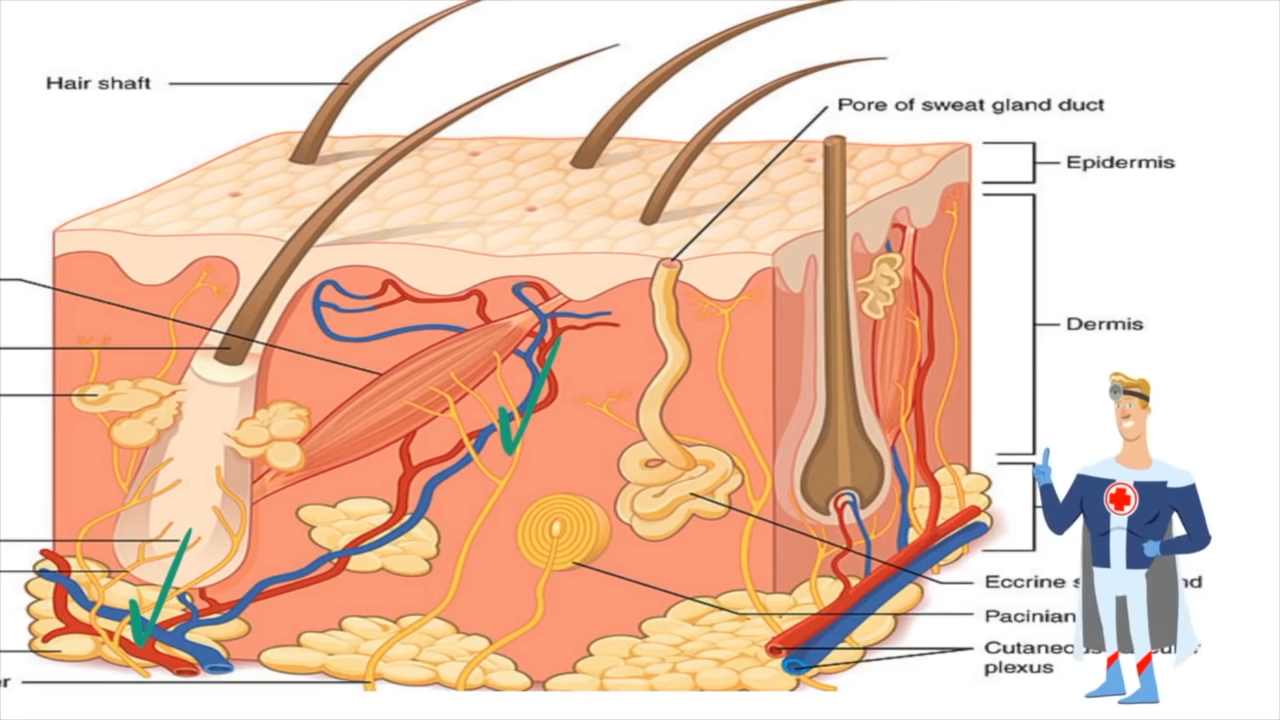 Hair shaft
Pore of sweat gland duct
Epidermis
Dermis
Eccrine
Pacinian
plexus